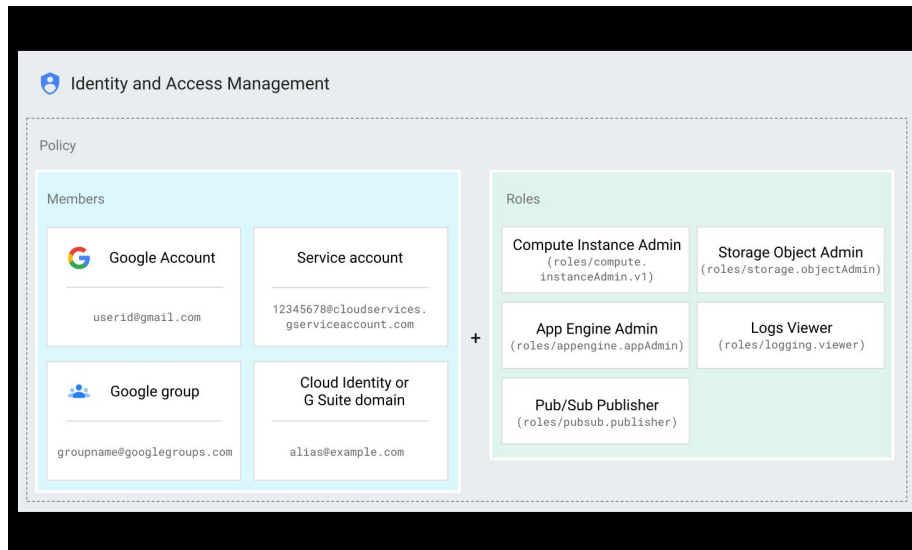 Identity and Access Management
Policy
Members
Google Account
userid@gmail.com
Service account
12345678@cloudservices.
gserviceaccount.com
Google group
groupname@googlegroups.com
Cloud Identity or
G Suite domain
alias@example.com
+
Roles
Compute Instance Admin
(roles/compute.
instanceAdmin.v1)
Storage Object Admin
(roles/storage.objectAdmin)
App Engine Admin
(roles/appengine.appAdmin)
Logs Viewer
(roles/logging.viewer)
Pub/Sub Publisher
(roles/pubsub.publisher)